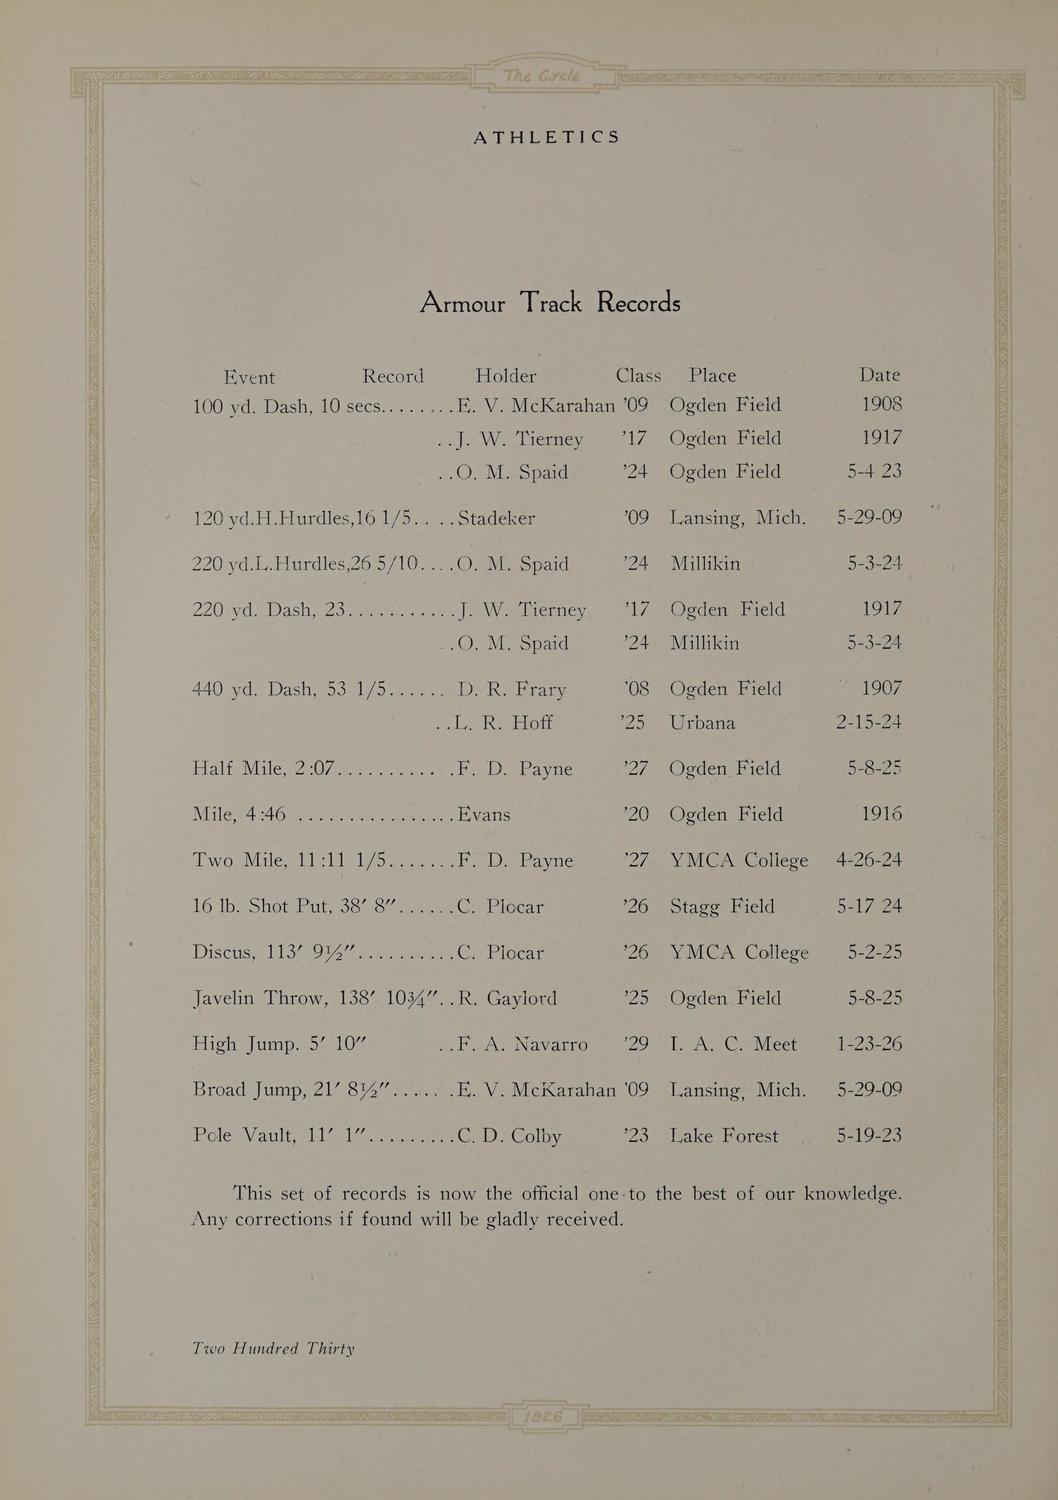 The Cycle
ATHLETICS
Armour Track Records
Event Record Holder Class Place Date
100 yd. Dash, 10 secs........E. V. McKarahan '09 Ogden Field 1908
..J. W. Tierney '17 Ogden Field 1917
..O. M. Spaid '24 Ogden Field 5-4 23
120 yd.H.Hurdles,16 1/5....Stadeker '09 Lansing, Mich. 5-29-09
220 yd.L.Hurdles,26 5/10....O. M. Spaid '24 Millikin 5-3-24
220 yd. Dash, 23...........J. W. Tierney '17 Ogden Field 1917
..O. M. Spaid '24 Millikin 5-3-24
440 yd. Dash, 53 1/5...... .D. R. Frary '08 Ogden Field 1907
..L. R. Hoff '25 Urbana 2-15-24
Half Mile, 2:07............F. D. Payne '27 Ogden Field 5-8-25
Mile, 4:46 ................Evans '20 Ogden Field 1916
Two Mile, 11:11 1/5.......F. D. Payne '27 YMCA College 4-26-24
16 lb. Shot Put, 38′ 8″......C. Plocar '26 Stagg Field 5-17 24
Discus, 113′ 9½″..........C. Plocar '26 YMCA College 5-2-25
Javelin Throw, 138′ 10¾″..R. Gaylord '25 Ogden Field 5-8-25
High Jump. 5′ 10″ ..F. A. Navarro '29 I. A. C. Meet 1-23-26
Broad Jump, 21′ 8½″..... .E. V. McKarahan '09 Lansing, Mich. 5-29-09
Pole Vault, 11′ 1″.........C. D. Colby '23 Lake Forest 5-19-23
This set of records is now the official one to the best of our knowledge.
Any corrections if found will be gladly received.
Two Hundred Thirty
1926